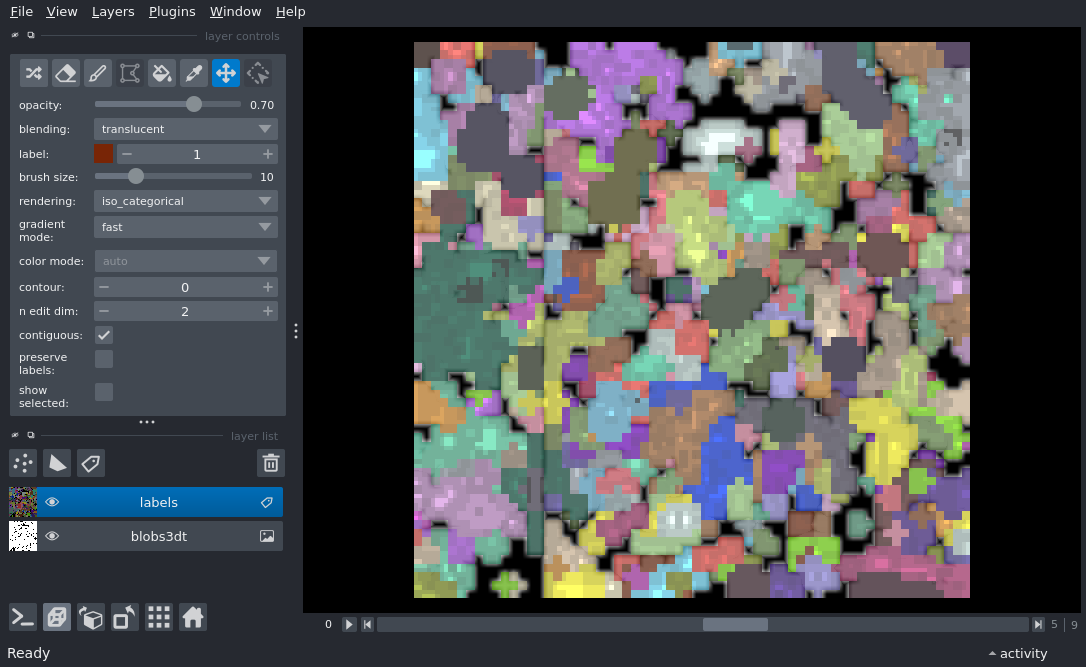 File View Layers Plugins Window Help
layer controls
opacity: 0.70
blending: translucent
label: 1
brush size: 10
rendering: iso_categorical
gradient
mode: fast
color mode: auto
contour: 0
n edit dim: 2
contiguous:
preserve
labels:
show
selected:
layer list
labels
blobs3dt
0 5 | 9
Ready activity